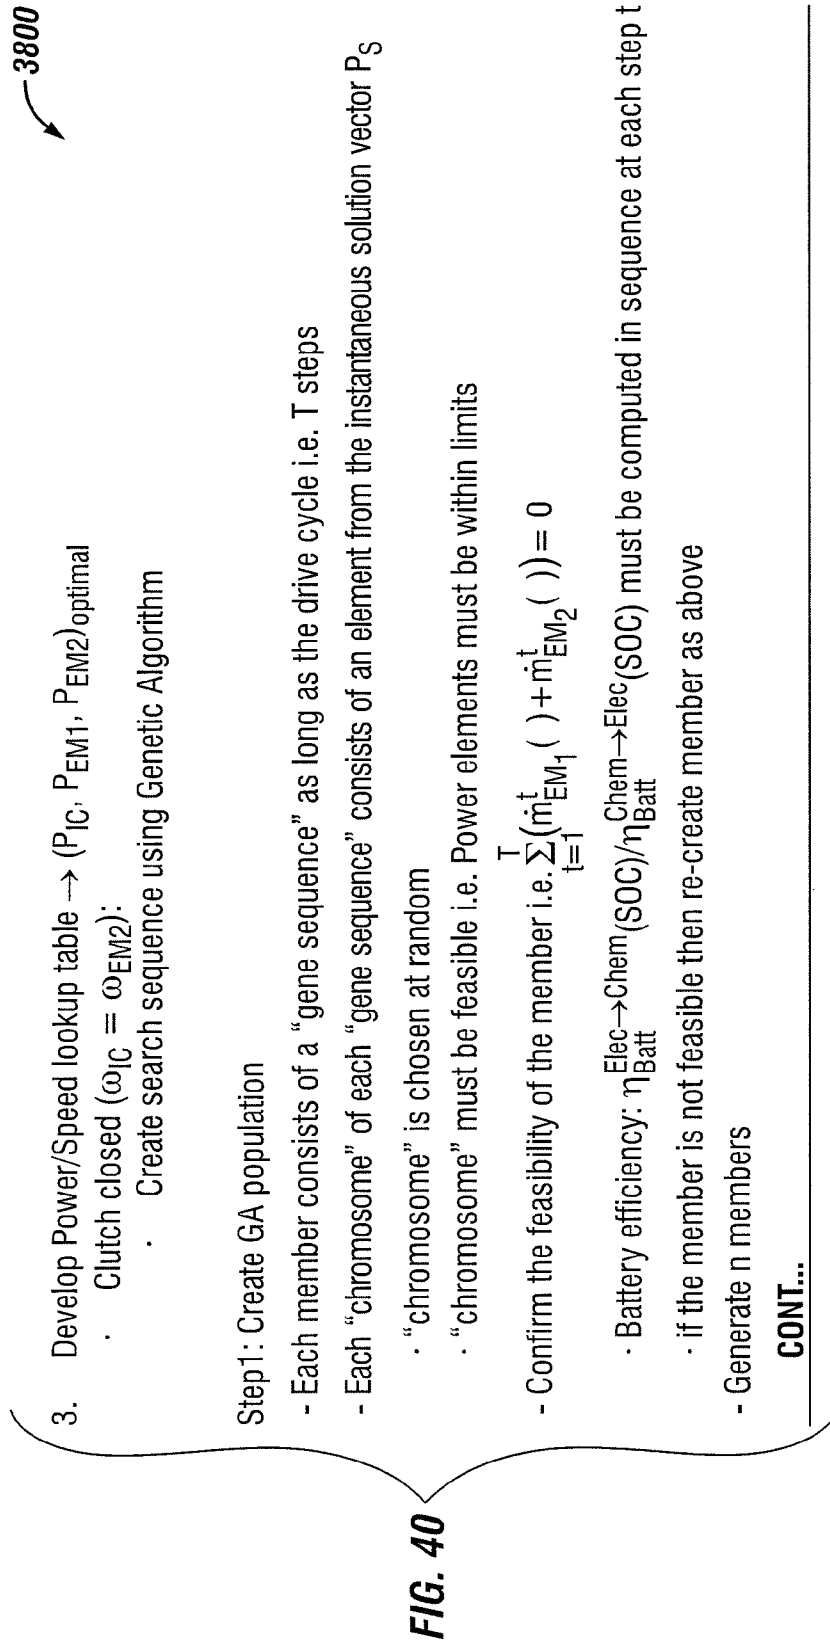 3800
3. Develop Power/Speed lookup table → (P_IC, P_EM1, P_EM2)_optimal
· Clutch closed (ω_IC = ω_EM2):
· Create search sequence using Genetic Algorithm
Step1: Create GA population
- Each member consists of a “gene sequence” as long as the drive cycle i.e. T steps
- Each “chromosome” of each “gene sequence” consists of an element from the instantaneous solution vector P_S
· “chromosome” is chosen at random
· “chromosome” must be feasible i.e. Power elements must be within limits
- Confirm the feasibility of the member i.e. Σ_{t=1}^{T}(ṁ^t_{EM_1}( ) + ṁ^t_{EM_2}( )) = 0
· Battery efficiency: η_Batt^{Elec→Chem}(SOC)/η_Batt^{Chem→Elec}(SOC) must be computed in sequence at each step t
· if the member is not feasible then re-create member as above
- Generate n members
CONT...
FIG. 40